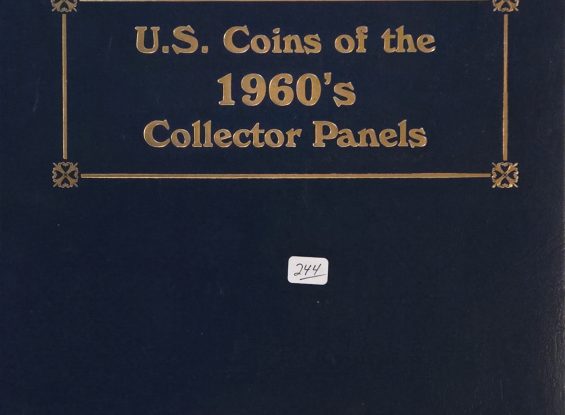 U.S. Coins of the
1960's
Collector Panels
244